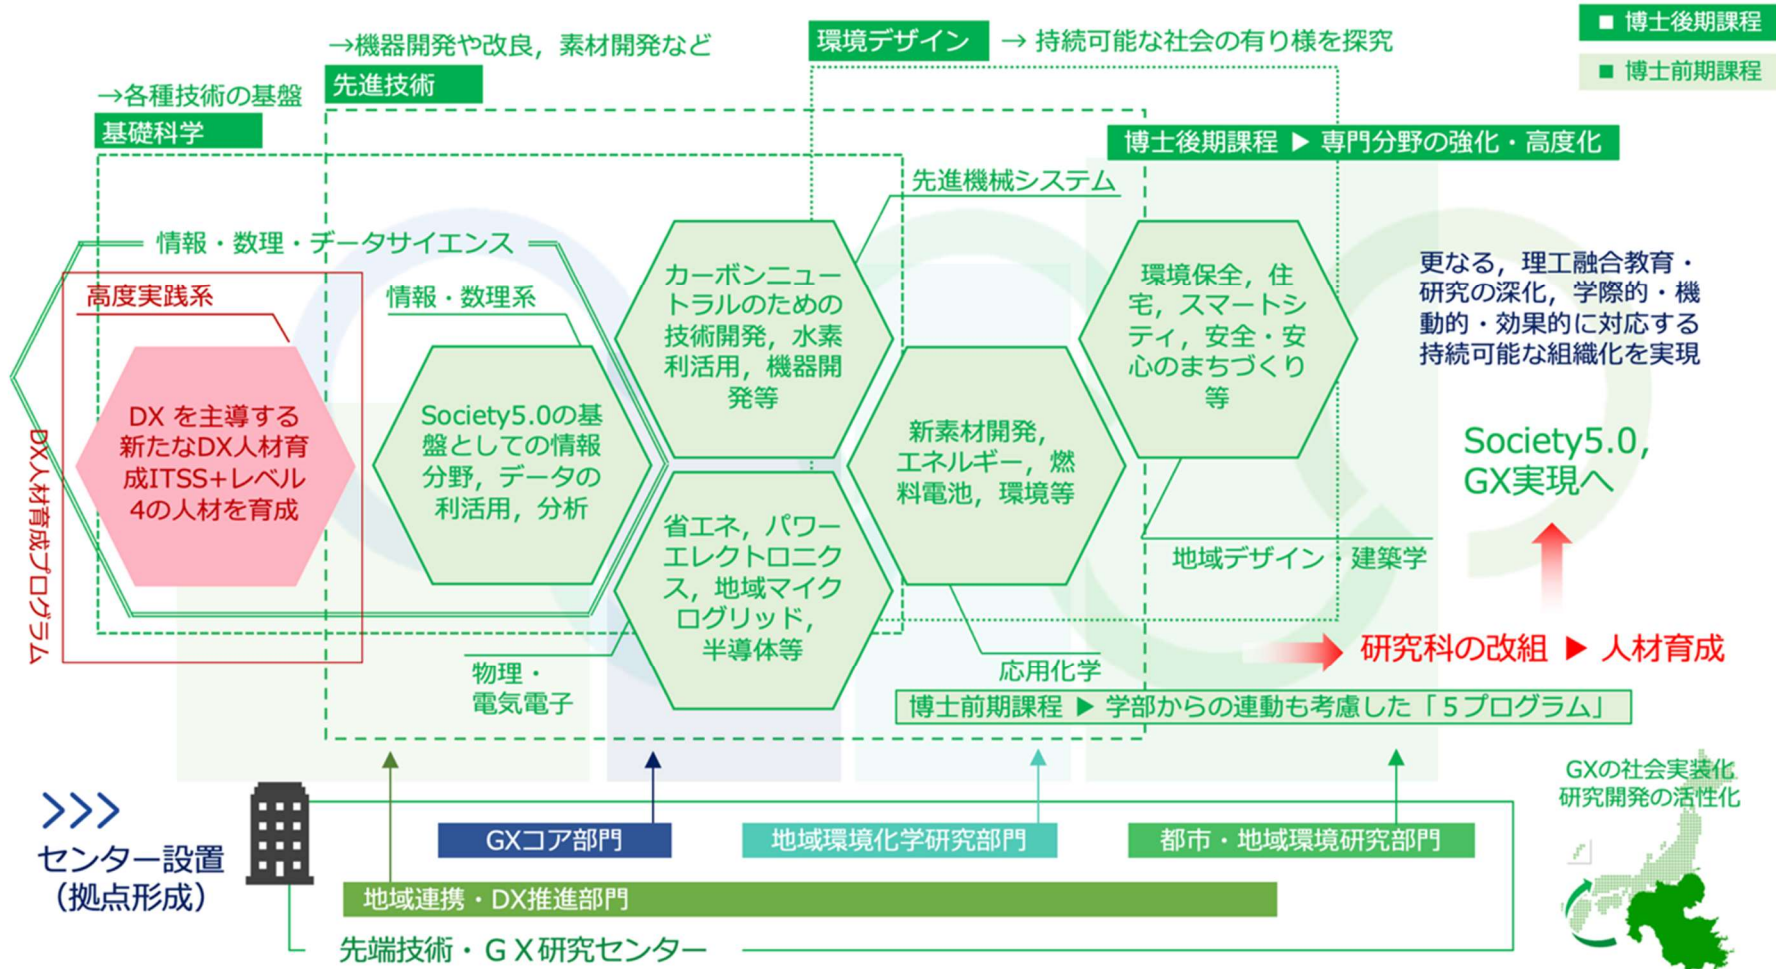 →機器開発や改良，素材開発など
先進技術
環境デザイン
→ 持続可能な社会の有り様を探究
■ 博士後期課程
■ 博士前期課程
→各種技術の基盤
基礎科学
博士後期課程 ▶ 専門分野の強化・高度化
先進機械システム
情報・数理・データサイエンス
高度実践系
情報・数理系
カーボンニュー
トラルのための
技術開発，水素
利活用，機器開
発等
環境保全，住
宅，スマートシ
ティ，安全・安
心のまちづくり
等
更なる，理工融合教育・
研究の深化，学際的・機
動的・効果的に対応する
持続可能な組織化を実現
DX を主導する
新たなDX人材育
成ITSS+レベル
4の人材を育成
Society5.0の基
盤としての情報
分野，データの
利活用，分析
新素材開発，
エネルギー，燃
料電池，環境等
Society5.0,
GX実現へ
DX人材育成プログラム
省エネ，パワー
エレクトロニク
ス，地域マイク
ログリッド，
半導体等
地域デザイン・建築学
物理・
電気電子
応用化学
研究科の改組 ▶ 人材育成
博士前期課程 ▶ 学部からの連動も考慮した「５プログラム」
GXの社会実装化
研究開発の活性化
センター設置
（拠点形成）
GXコア部門
地域環境化学研究部門
都市・地域環境研究部門
地域連携・DX推進部門
先端技術・ＧＸ研究センター